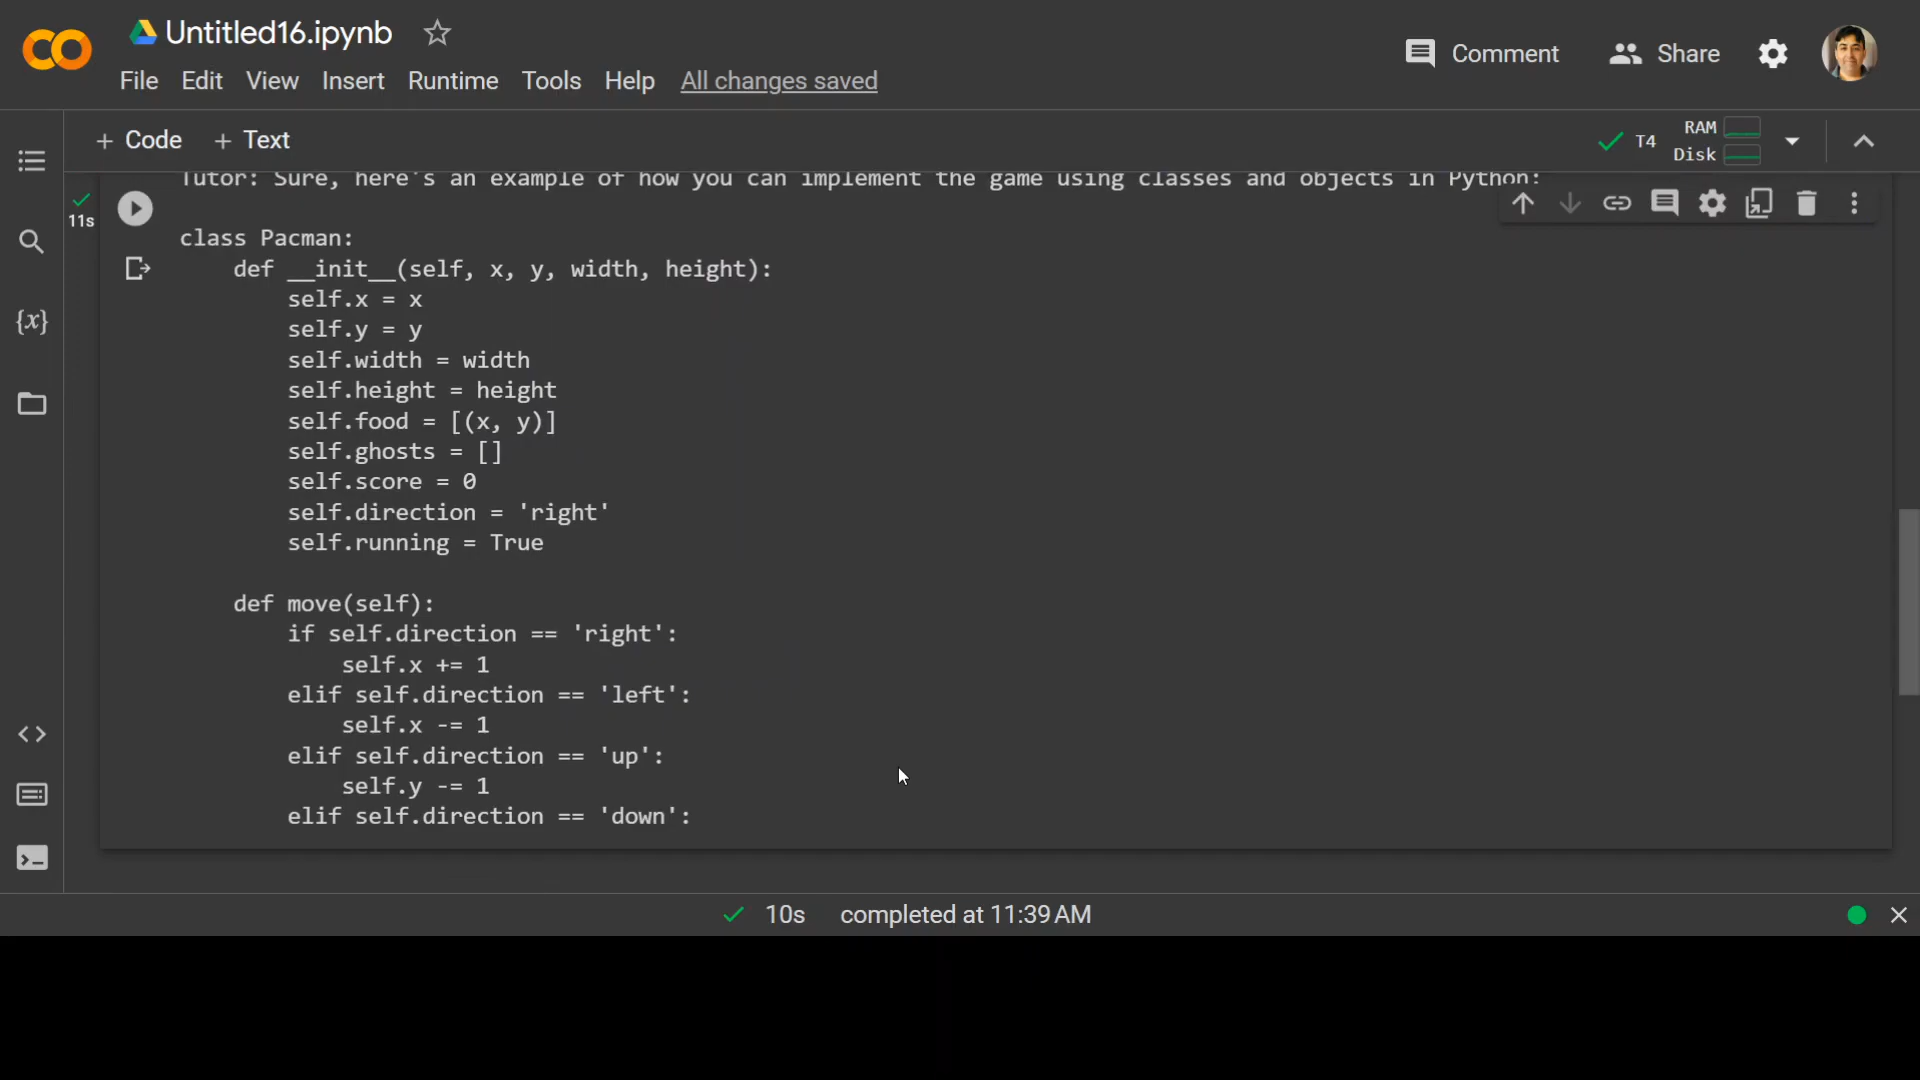 Untitled16.ipynb
Comment
Share
File Edit View Insert Runtime Tools Help All changes saved
+ Code + Text
T4
RAM
Disk
Tutor: Sure, here's an example of how you can implement the game using classes and objects in Python:
11s
class Pacman:
def __init__(self, x, y, width, height):
self.x = x
self.y = y
self.width = width
self.height = height
self.food = [(x, y)]
self.ghosts = []
self.score = 0
self.direction = 'right'
self.running = True
def move(self):
if self.direction == 'right':
self.x += 1
elif self.direction == 'left':
self.x -= 1
elif self.direction == 'up':
self.y -= 1
elif self.direction == 'down':
{x}
10s completed at 11:39 AM